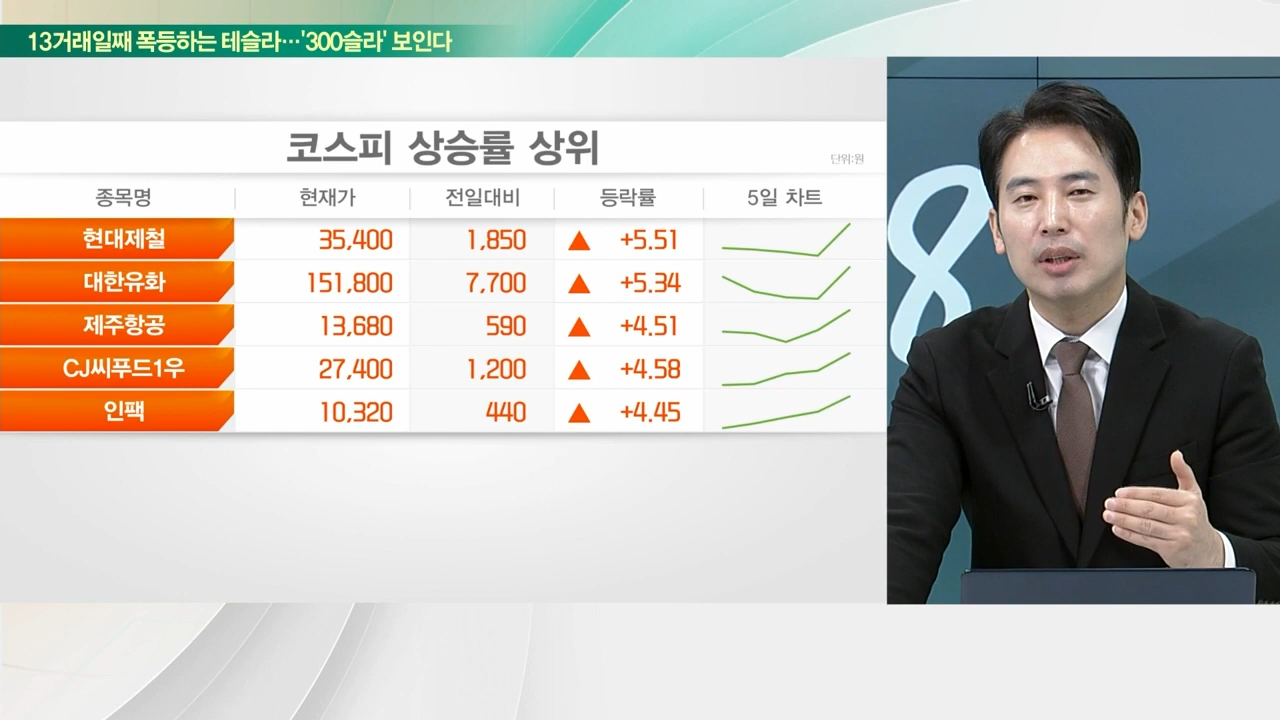 13거래일째 폭등하는 테슬라…'300슬라' 보인다
코스피 상승률 상위
단위:원
종목명 현재가 전일대비 등락률 5일 차트
현대제철 35,400 1,850 ▲ +5.51
대한유화 151,800 7,700 ▲ +5.34
제주항공 13,680 590 ▲ +4.51
CJ씨푸드1우 27,400 1,200 ▲ +4.58
인팩 10,320 440 ▲ +4.45
8